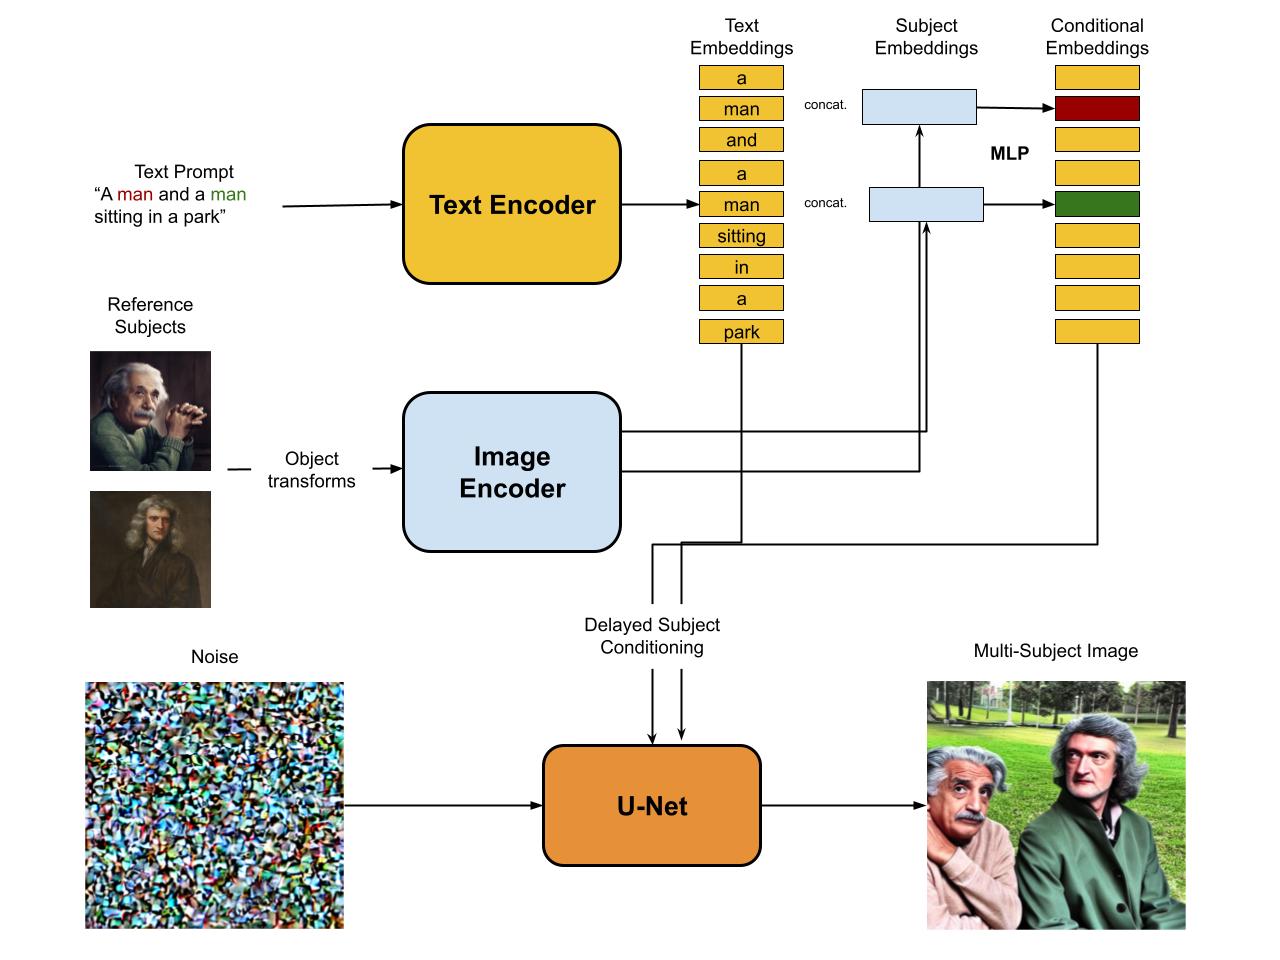 Text
Embeddings
Subject
Embeddings
Conditional
Embeddings
a
man
and
a
man
sitting
in
a
park
concat.
concat.
MLP
Text Prompt
“A man and a man
sitting in a park”
Text Encoder
Reference
Subjects
Object
transforms
Image
Encoder
Delayed Subject
Conditioning
Noise
U-Net
Multi-Subject Image